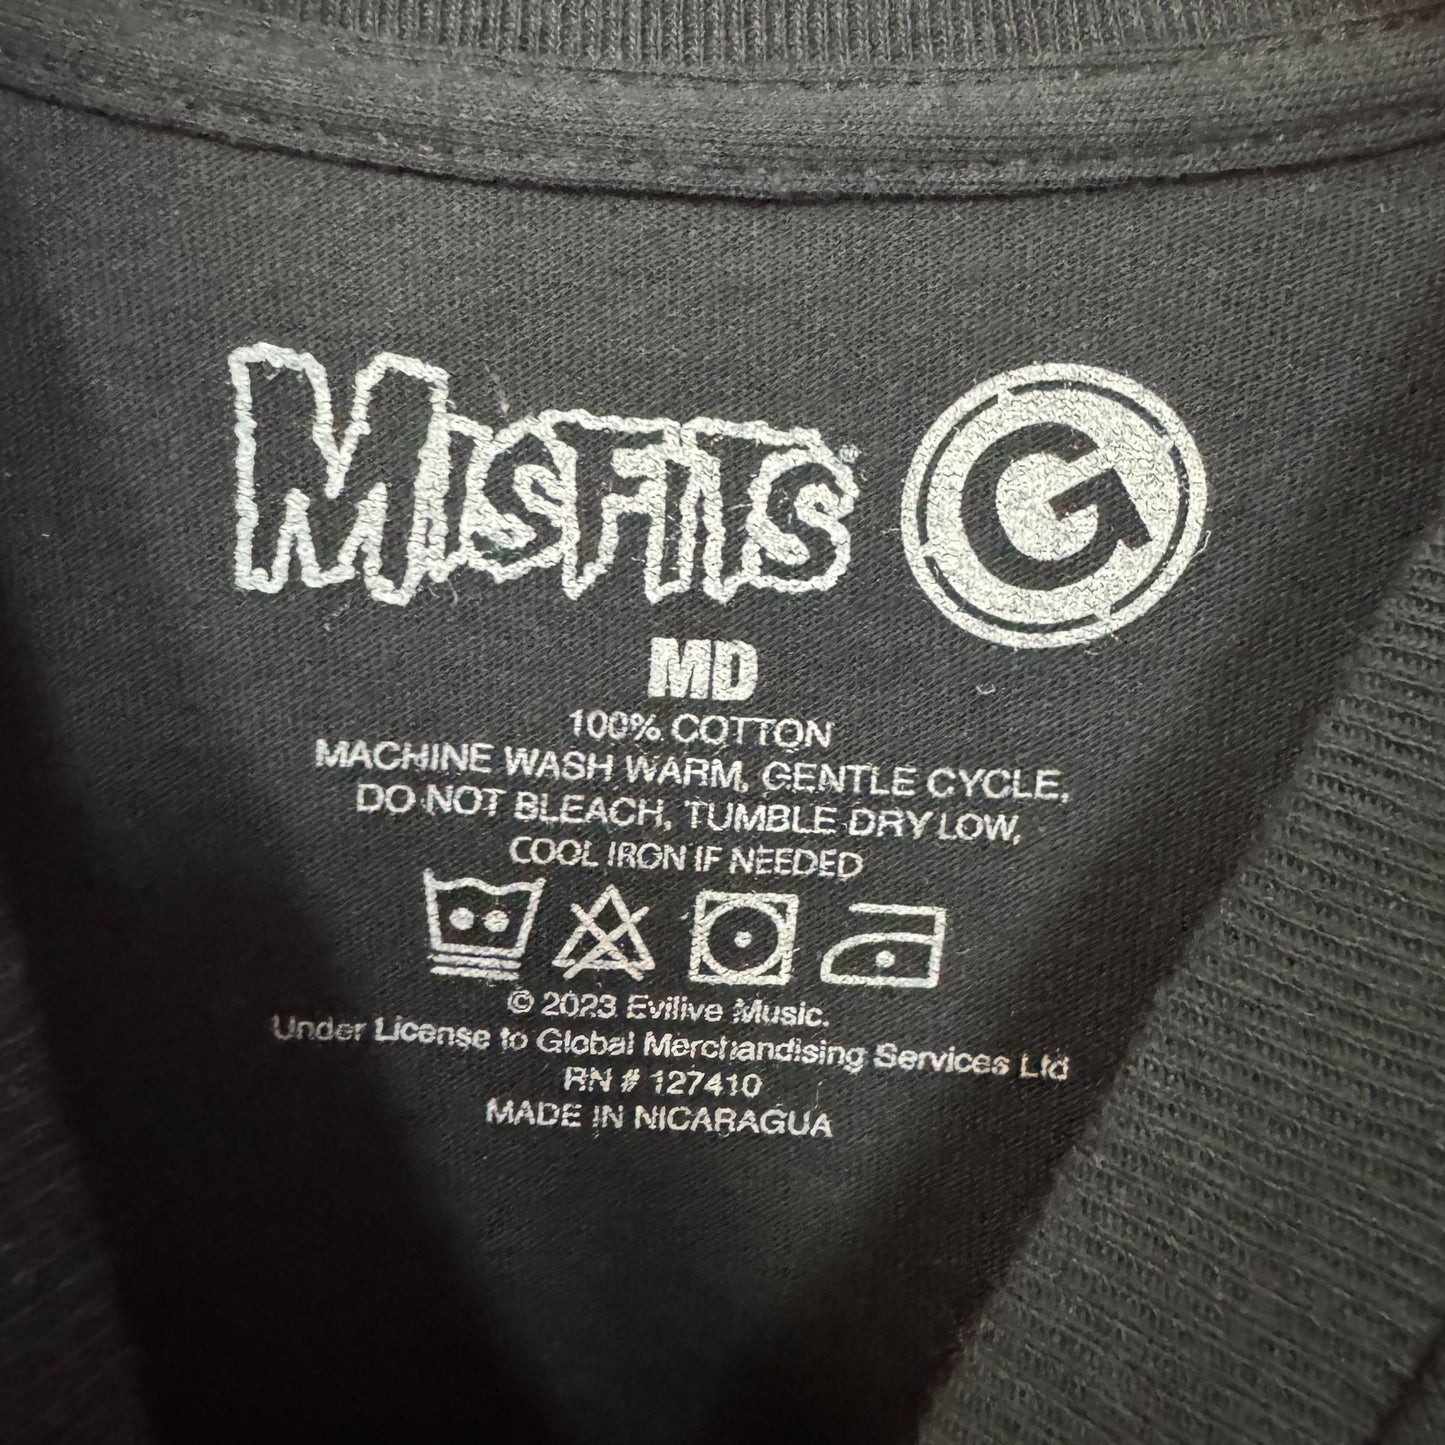 MISFITS® G
MD
100% COTTON
MACHINE WASH WARM, GENTLE CYCLE,
DO NOT BLEACH, TUMBLE DRY LOW,
COOL IRON IF NEEDED
© 2023 Evilive Music.
Under License to Global Merchandising Services Ltd
RN # 127410
MADE IN NICARAGUA